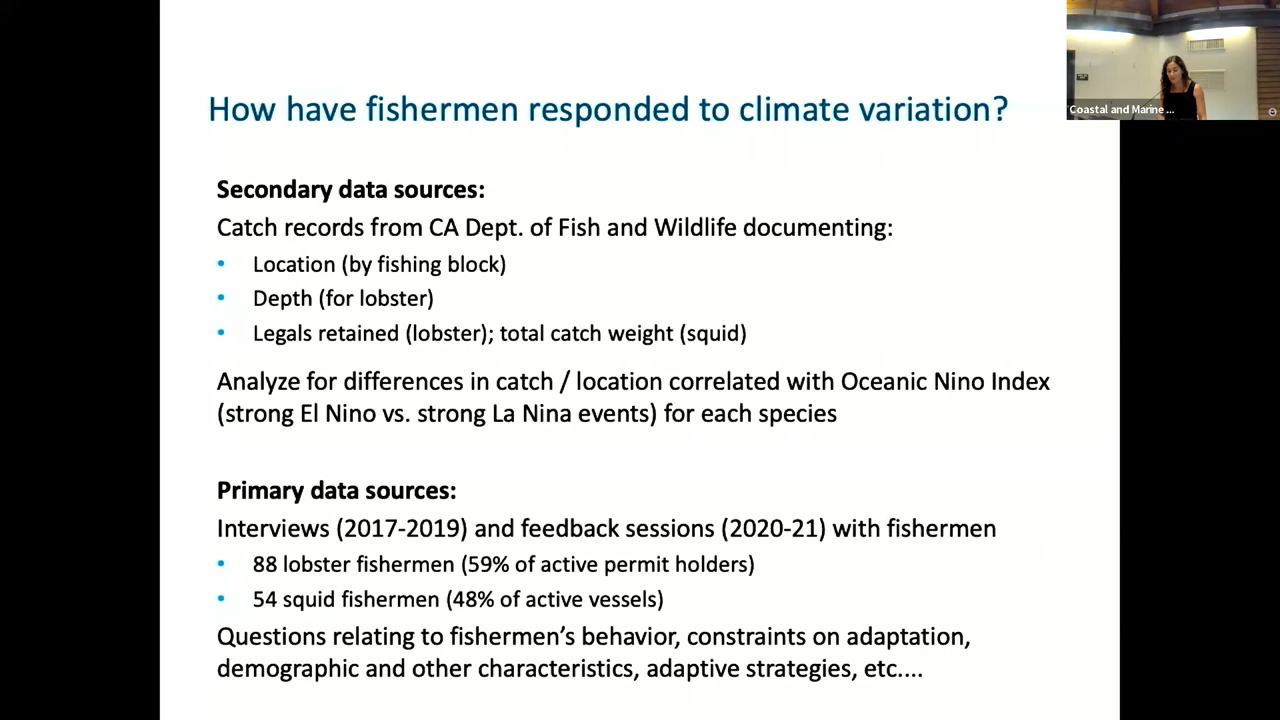 How have fishermen responded to climate variation?
Coastal and Marine ...
Secondary data sources:
Catch records from CA Dept. of Fish and Wildlife documenting:
• Location (by fishing block)
• Depth (for lobster)
• Legals retained (lobster); total catch weight (squid)
Analyze for differences in catch / location correlated with Oceanic Nino Index
(strong El Nino vs. strong La Nina events) for each species
Primary data sources:
Interviews (2017-2019) and feedback sessions (2020-21) with fishermen
• 88 lobster fishermen (59% of active permit holders)
• 54 squid fishermen (48% of active vessels)
Questions relating to fishermen’s behavior, constraints on adaptation,
demographic and other characteristics, adaptive strategies, etc....